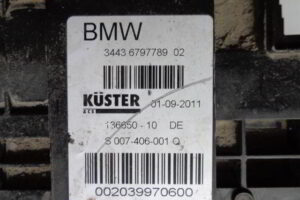 BMW
3443 6797789 02
KÜSTER 01-09-2011
136650 - 10 DE
S 007-406-001 Q
002039970600